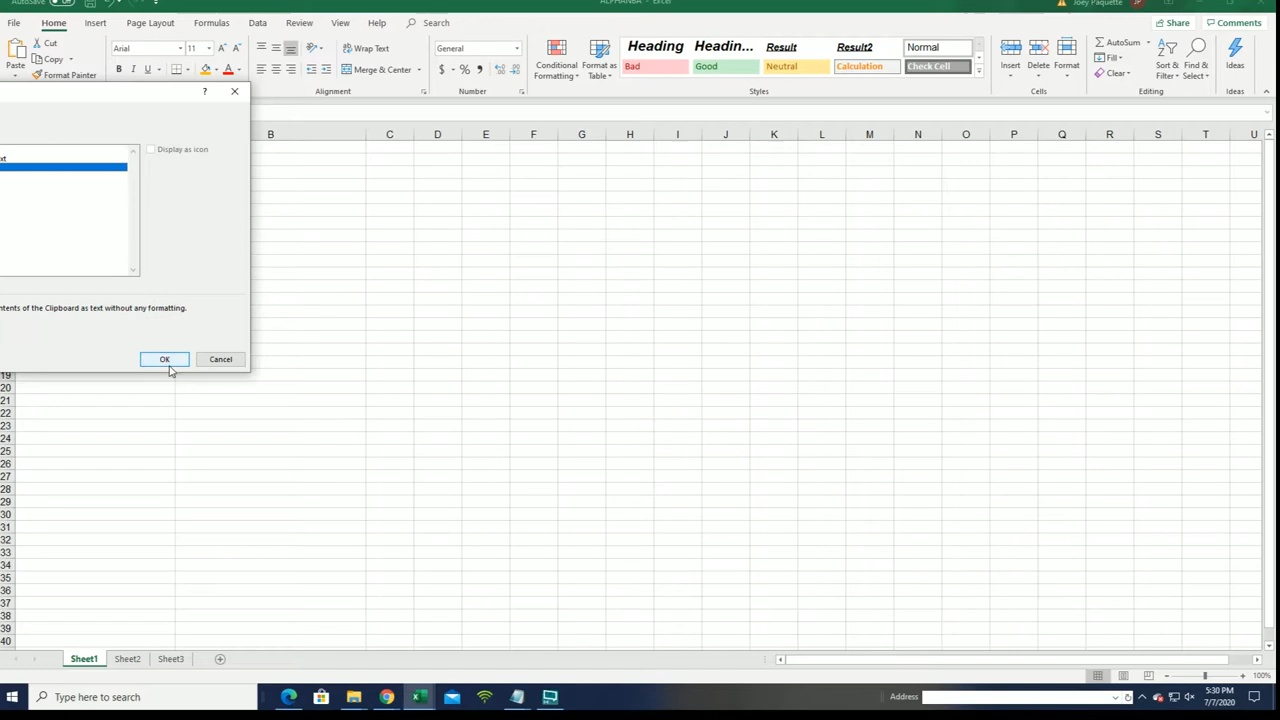 AutoSave
ALPHANBA - Excel
Joey Paquette
JP
File Home Insert Page Layout Formulas Data Review View Help Search
Share Comments
Cut
Copy
Format Painter
Paste
Arial 11
B I U
Wrap Text
Merge & Center
General
$ % ,
Conditional Formatting
Format as Table
Heading Headin... Result Result2 Normal
Bad Good Neutral Calculation Check Cell
Insert Delete Format
AutoSum
Fill
Clear
Sort & Filter
Find & Select
Ideas
Alignment Number Styles Cells Editing Ideas
?
B C D E F G H I J K L M N O P Q R S T U
xt
Display as icon
ntents of the Clipboard as text without any formatting.
OK Cancel
19
20
21
22
23
24
25
26
27
28
29
30
31
32
33
34
35
36
37
38
39
40
Sheet1 Sheet2 Sheet3
100%
Type here to search
Address
5:30 PM
7/7/2020